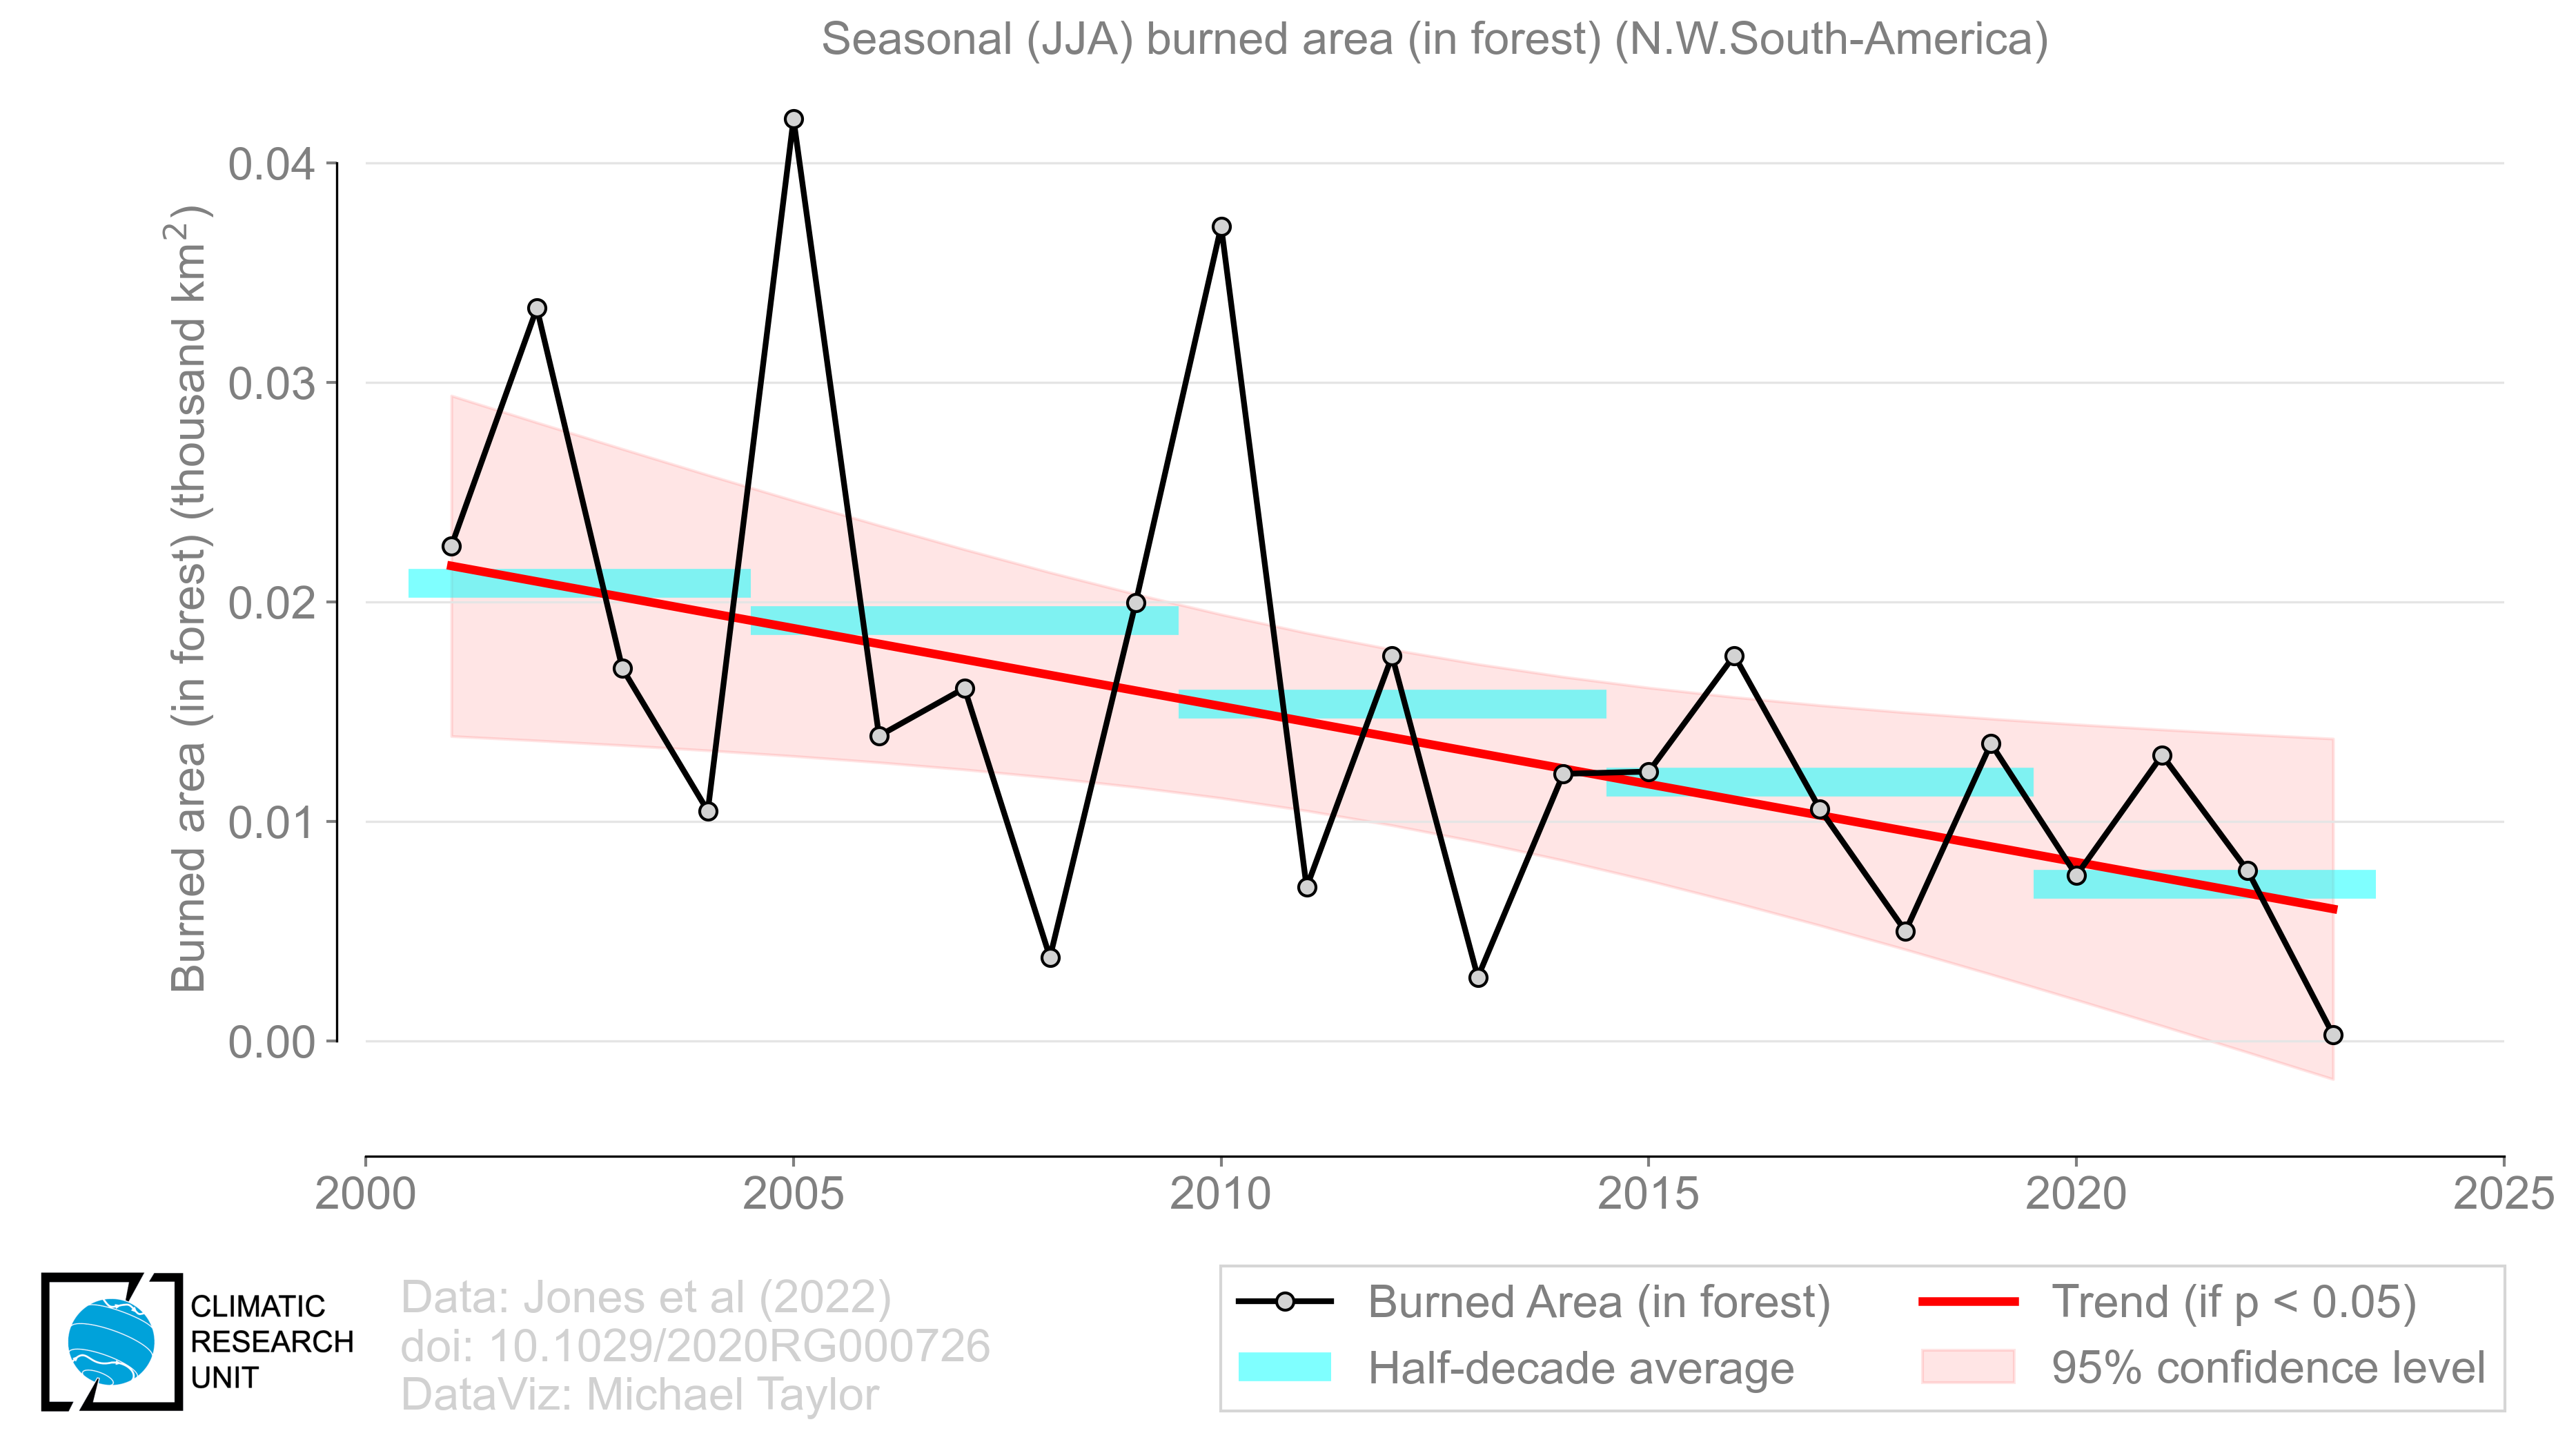 Seasonal (JJA) burned area (in forest) (N.W.South-America)
Burned area (in forest) (thousand km²)
0.04
0.03
0.02
0.01
0.00
2000
2005
2010
2015
2020
2025
CLIMATIC
RESEARCH
UNIT
Data: Jones et al (2022)
doi: 10.1029/2020RG000726
DataViz: Michael Taylor
Burned Area (in forest)
Half-decade average
Trend (if p < 0.05)
95% confidence level